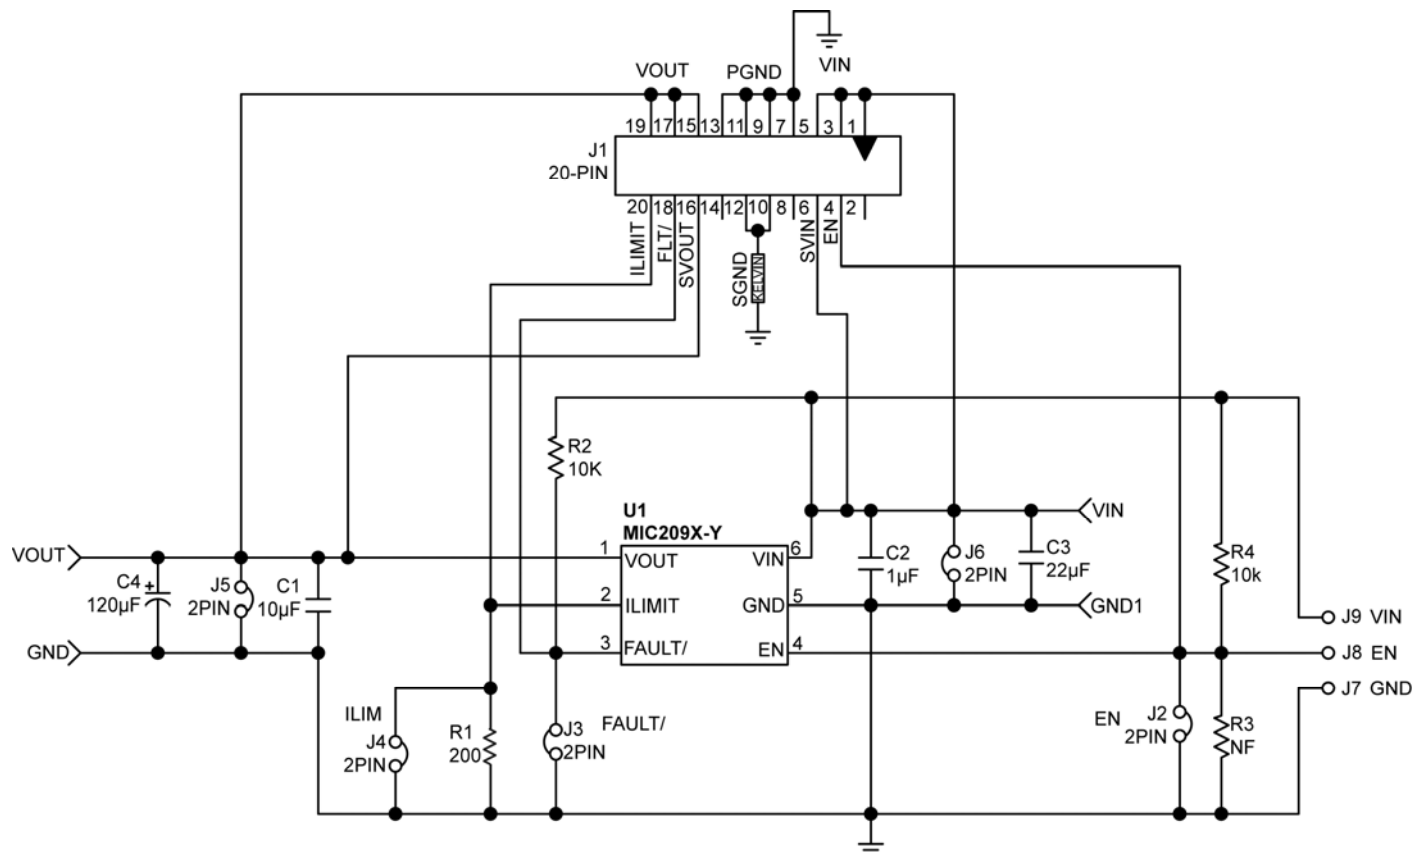 VIN
VOUT PGND
19 17 15 13 11 9 7 5 3 1
J1
20-PIN
20 18 16 14 12 10 8 6 4 2
ILIMIT
FLT/
SVOUT
SGND
KELVIN
SVIN
EN
R2
10K
U1
MIC209X-Y
VOUT
1
VOUT
VIN
6
2
ILIMIT
GND
5
3
FAULT/
EN
4
VIN
GND1
C2
1µF
J6
2PIN
C3
22µF
R4
10k
C4 +
120µF
J5
2PIN
C1
10µF
GND
J9 VIN
J8 EN
J7 GND
ILIM
J4
2PIN
R1
200
J3
2PIN
FAULT/
EN
J2
2PIN
R3
NF